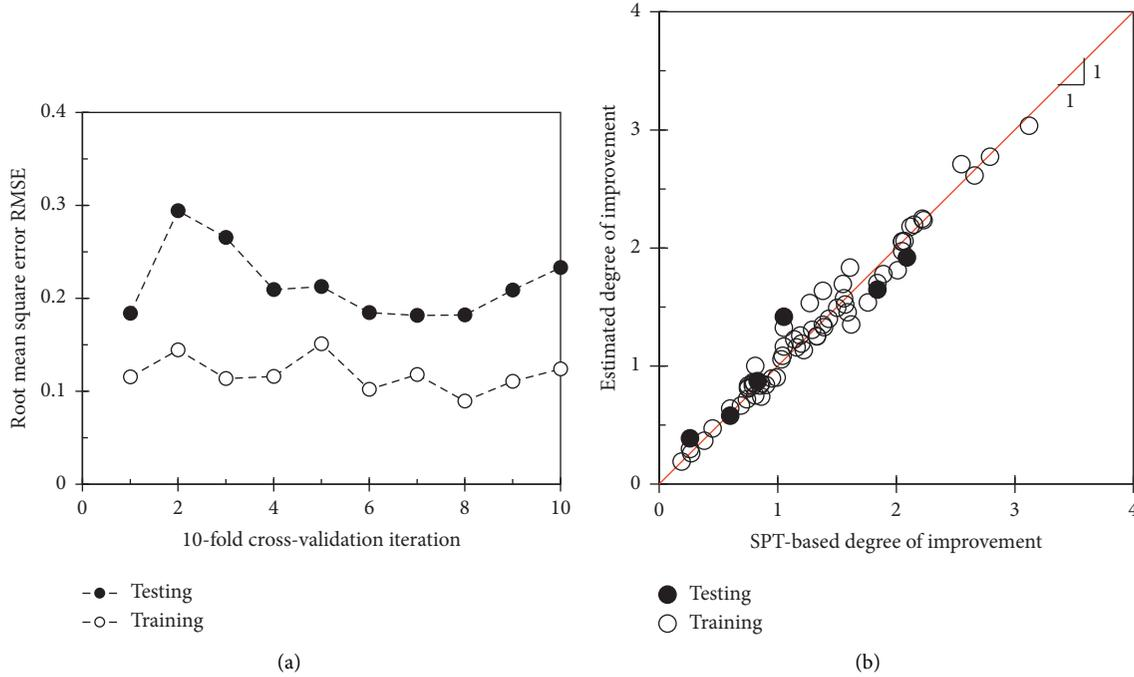 Root mean square error RMSE
0.4
0.3
0.2
0.1
0
0 2 4 6 8 10
10-fold cross-validation iteration
Testing
Training
(a)
Estimated degree of improvement
4
3
2
1
0
1
1
0 1 2 3 4
SPT-based degree of improvement
Testing
Training
(b)